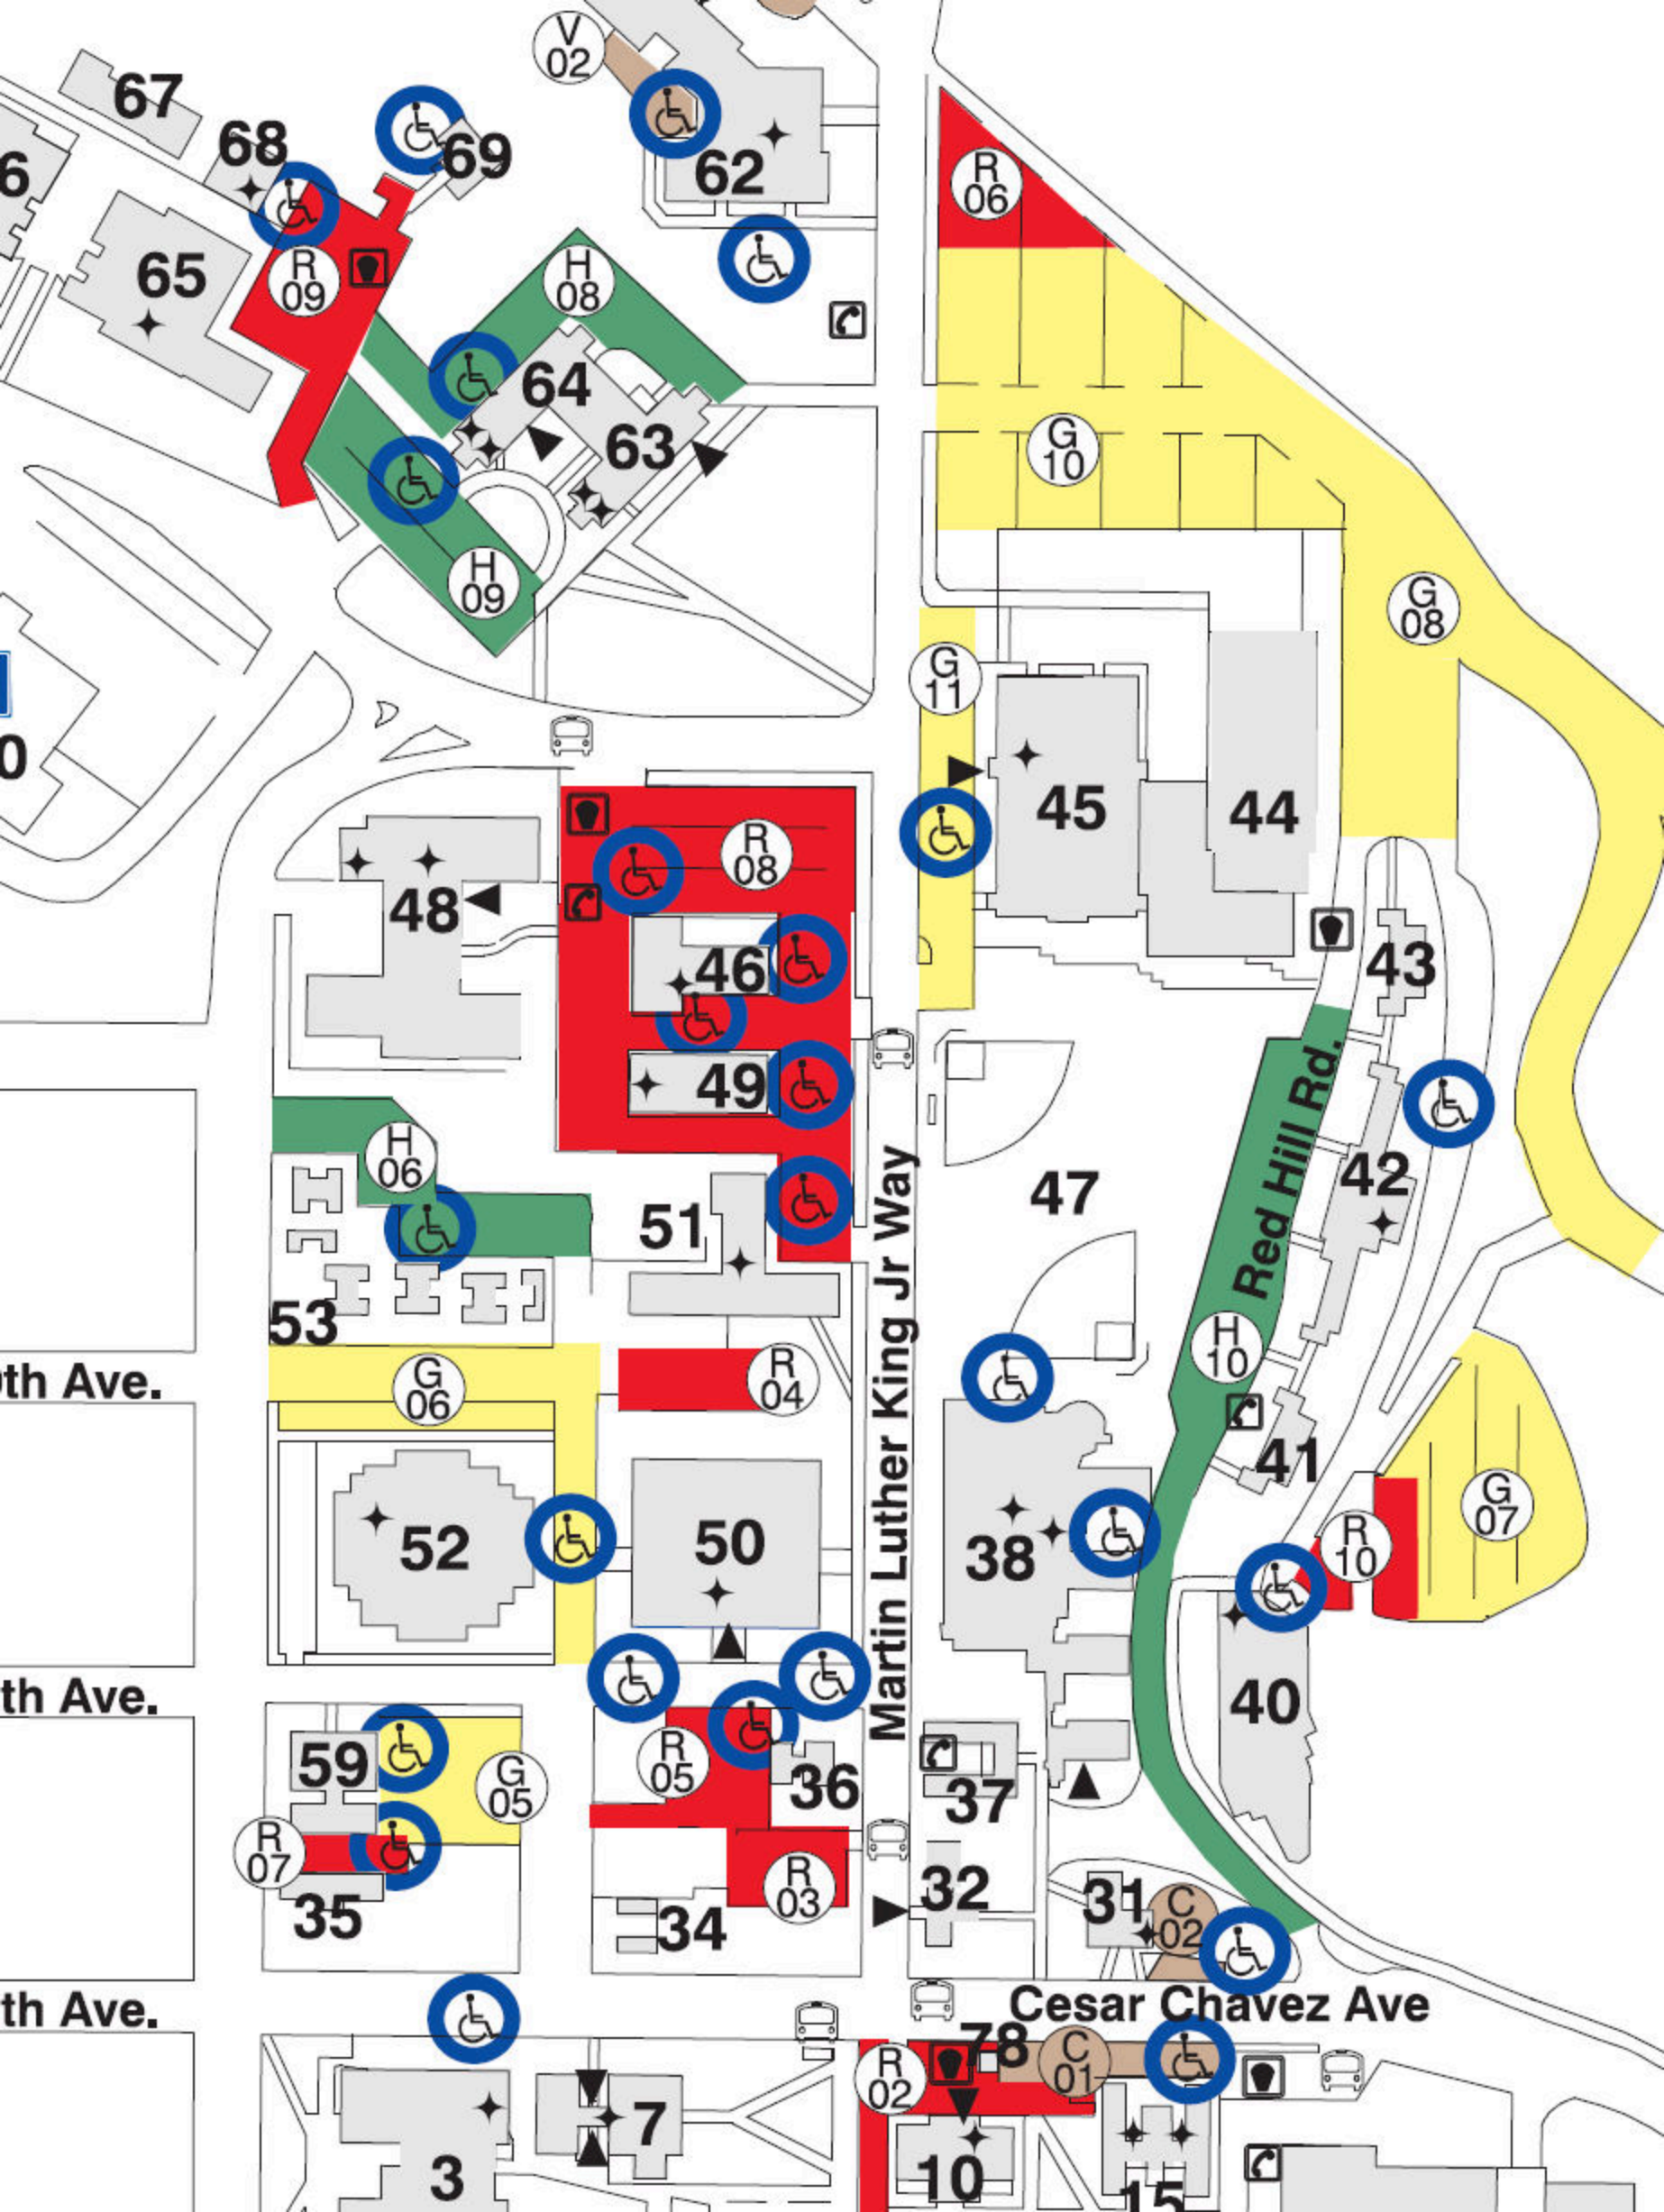 V
02
67
68
69
6
62
R
06
65
R
09
H
08
64
63
G
10
H
09
G
08
G
11
0
45
44
R
08
48
46
43
49
Red Hill Rd.
H
06
42
47
51
Martin Luther King Jr Way
53
H
10
th Ave.
G
06
R
04
41
52
50
38
G
07
R
10
th Ave.
40
59
G
05
R
05
36
37
R
07
35
R
03
34
32
31
C
02
th Ave.
Cesar Chavez Ave
78
R
02
C
01
7
3
10
15